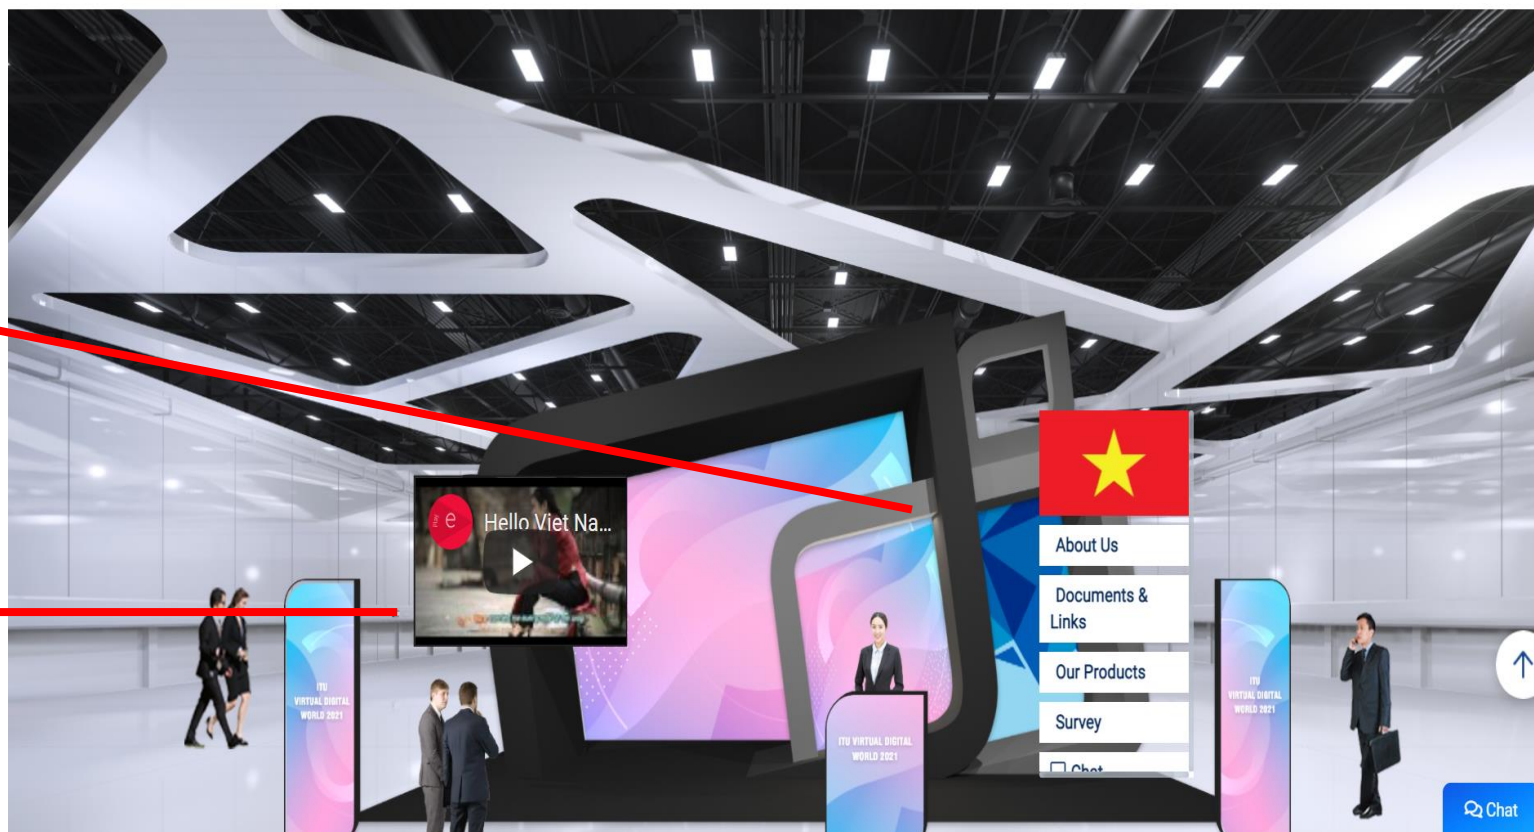 Hello Viet Na...
About Us
Documents &
Links
Our Products
Survey
Chat
ITU
VIRTUAL DIGITAL
WORLD 2021
ITU VIRTUAL DIGITAL
WORLD 2021
ITU
VIRTUAL DIGITAL
WORLD 2021
Chat